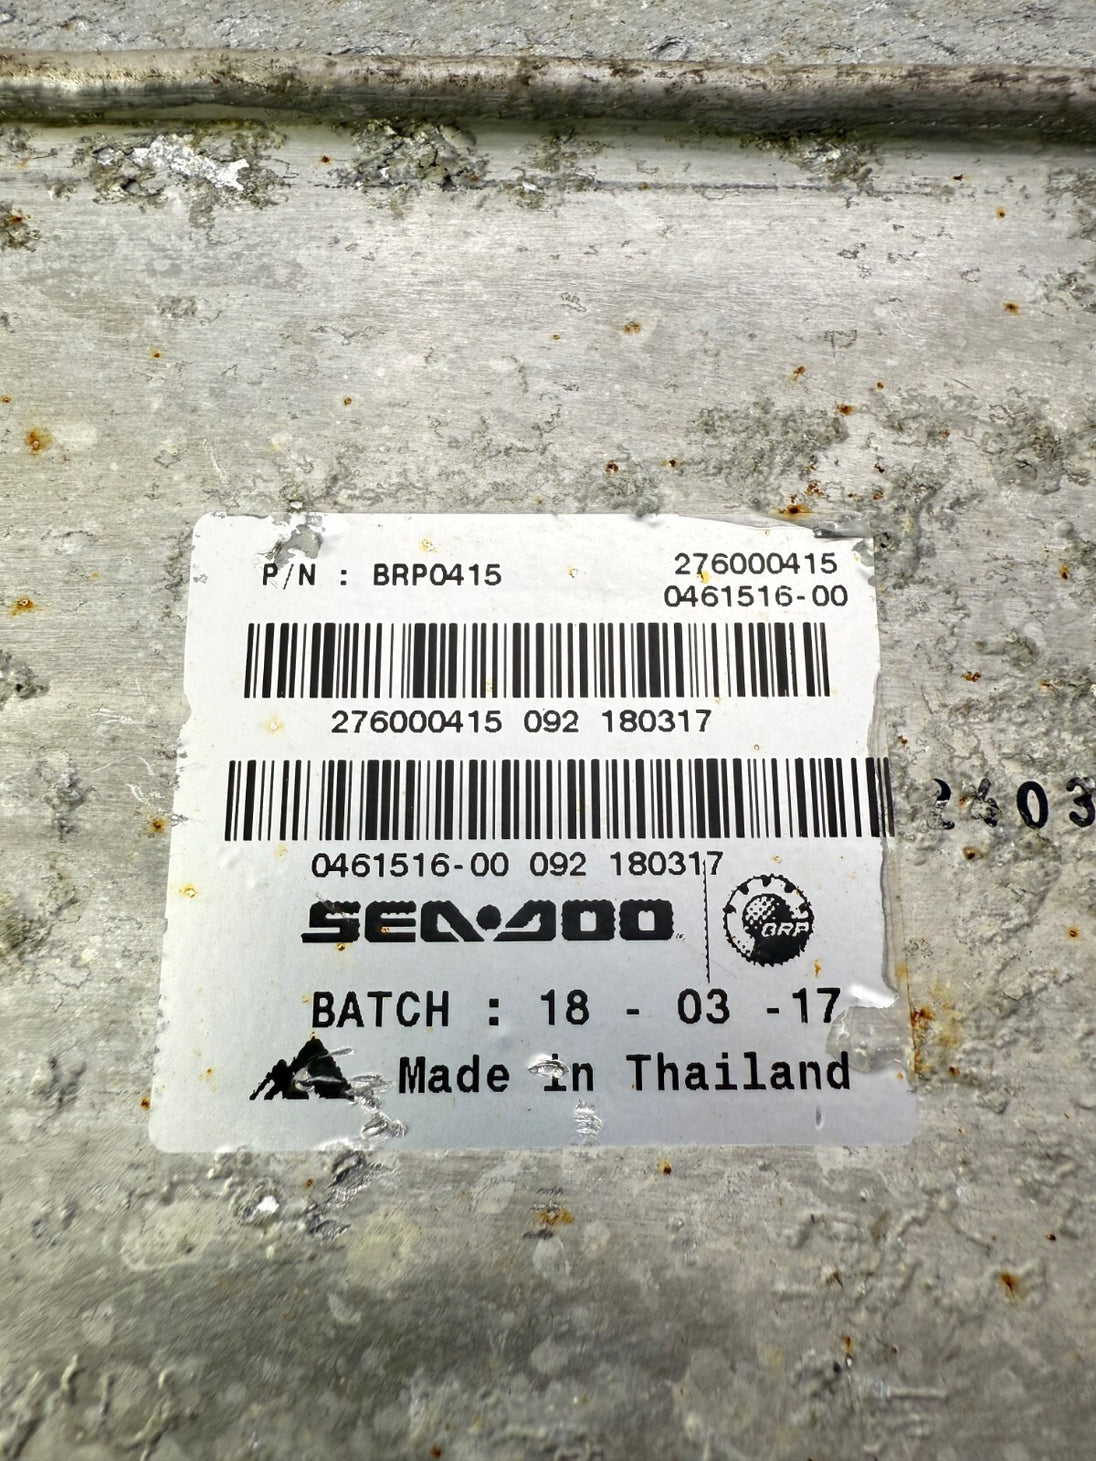 P/N : BRP0415
276000415
0461516-00
276000415 092 180317
0461516-00 092 180317
SEA-DOO
BRP
BATCH : 18 - 03 -17
Made in Thailand
03